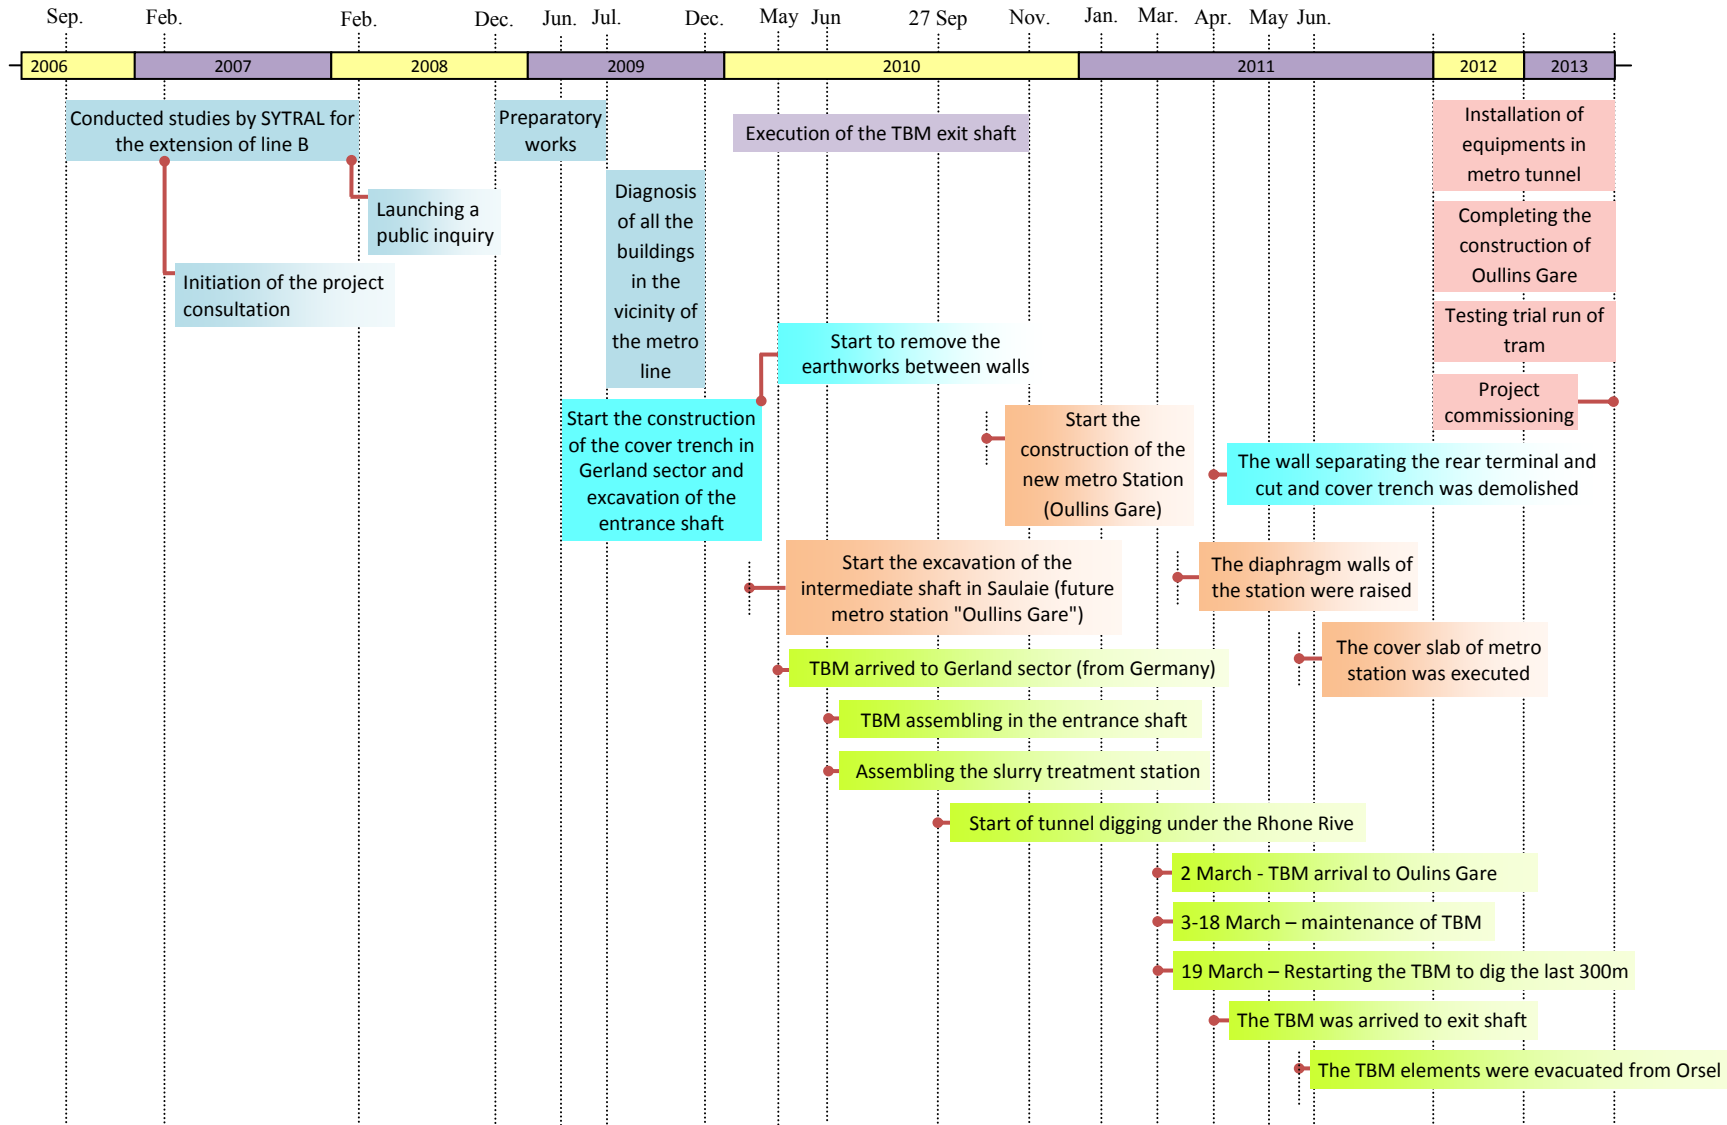 Sep.
Feb.
Feb.
Dec.
Jun.
Jul.
Dec.
May
Jun
27 Sep
Nov.
Jan.
Mar.
Apr.
May
Jun.
2006
2007
2008
2009
2010
2011
2012
2013
Conducted studies by SYTRAL for
the extension of line B
Preparatory
works
Execution of the TBM exit shaft
Installation of
equipments in
metro tunnel
Launching a
public inquiry
Diagnosis
of all the
buildings
in the
vicinity of
the metro
line
Completing the
construction of
Oullins Gare
Initiation of the project
consultation
Testing trial run of
tram
Start to remove the
earthworks between walls
Project
commissioning
Start the construction
of the cover trench in
Gerland sector and
excavation of the
entrance shaft
Start the
construction of the
new metro Station
(Oullins Gare)
The wall separating the rear terminal and
cut and cover trench was demolished
Start the excavation of the
intermediate shaft in Saulaie (future
metro station "Oullins Gare")
The diaphragm walls of
the station were raised
The cover slab of metro
station was executed
TBM arrived to Gerland sector (from Germany)
TBM assembling in the entrance shaft
Assembling the slurry treatment station
Start of tunnel digging under the Rhone Rive
2 March - TBM arrival to Oulins Gare
3-18 March – maintenance of TBM
19 March – Restarting the TBM to dig the last 300m
The TBM was arrived to exit shaft
The TBM elements were evacuated from Orsel